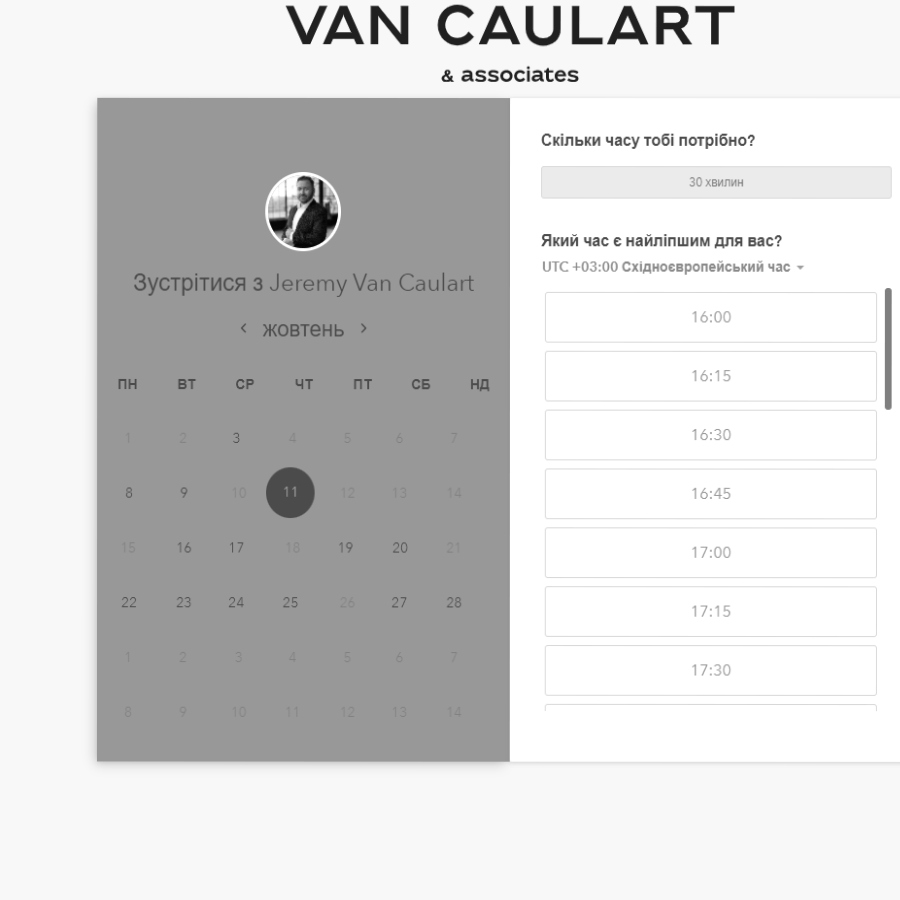 VAN CAULART
& associates
Зустрітися з Jeremy Van Caulart
‹ жовтень ›
ПН ВТ СР ЧТ ПТ СБ НД
1 2 3 4 5 6 7
8 9 10 11 12 13 14
15 16 17 18 19 20 21
22 23 24 25 26 27 28
1 2 3 4 5 6 7
8 9 10 11 12 13 14
Скільки часу тобі потрібно?
30 хвилин
Який час є найліпшим для вас?
UTC +03:00 Східноєвропейський час
16:00
16:15
16:30
16:45
17:00
17:15
17:30